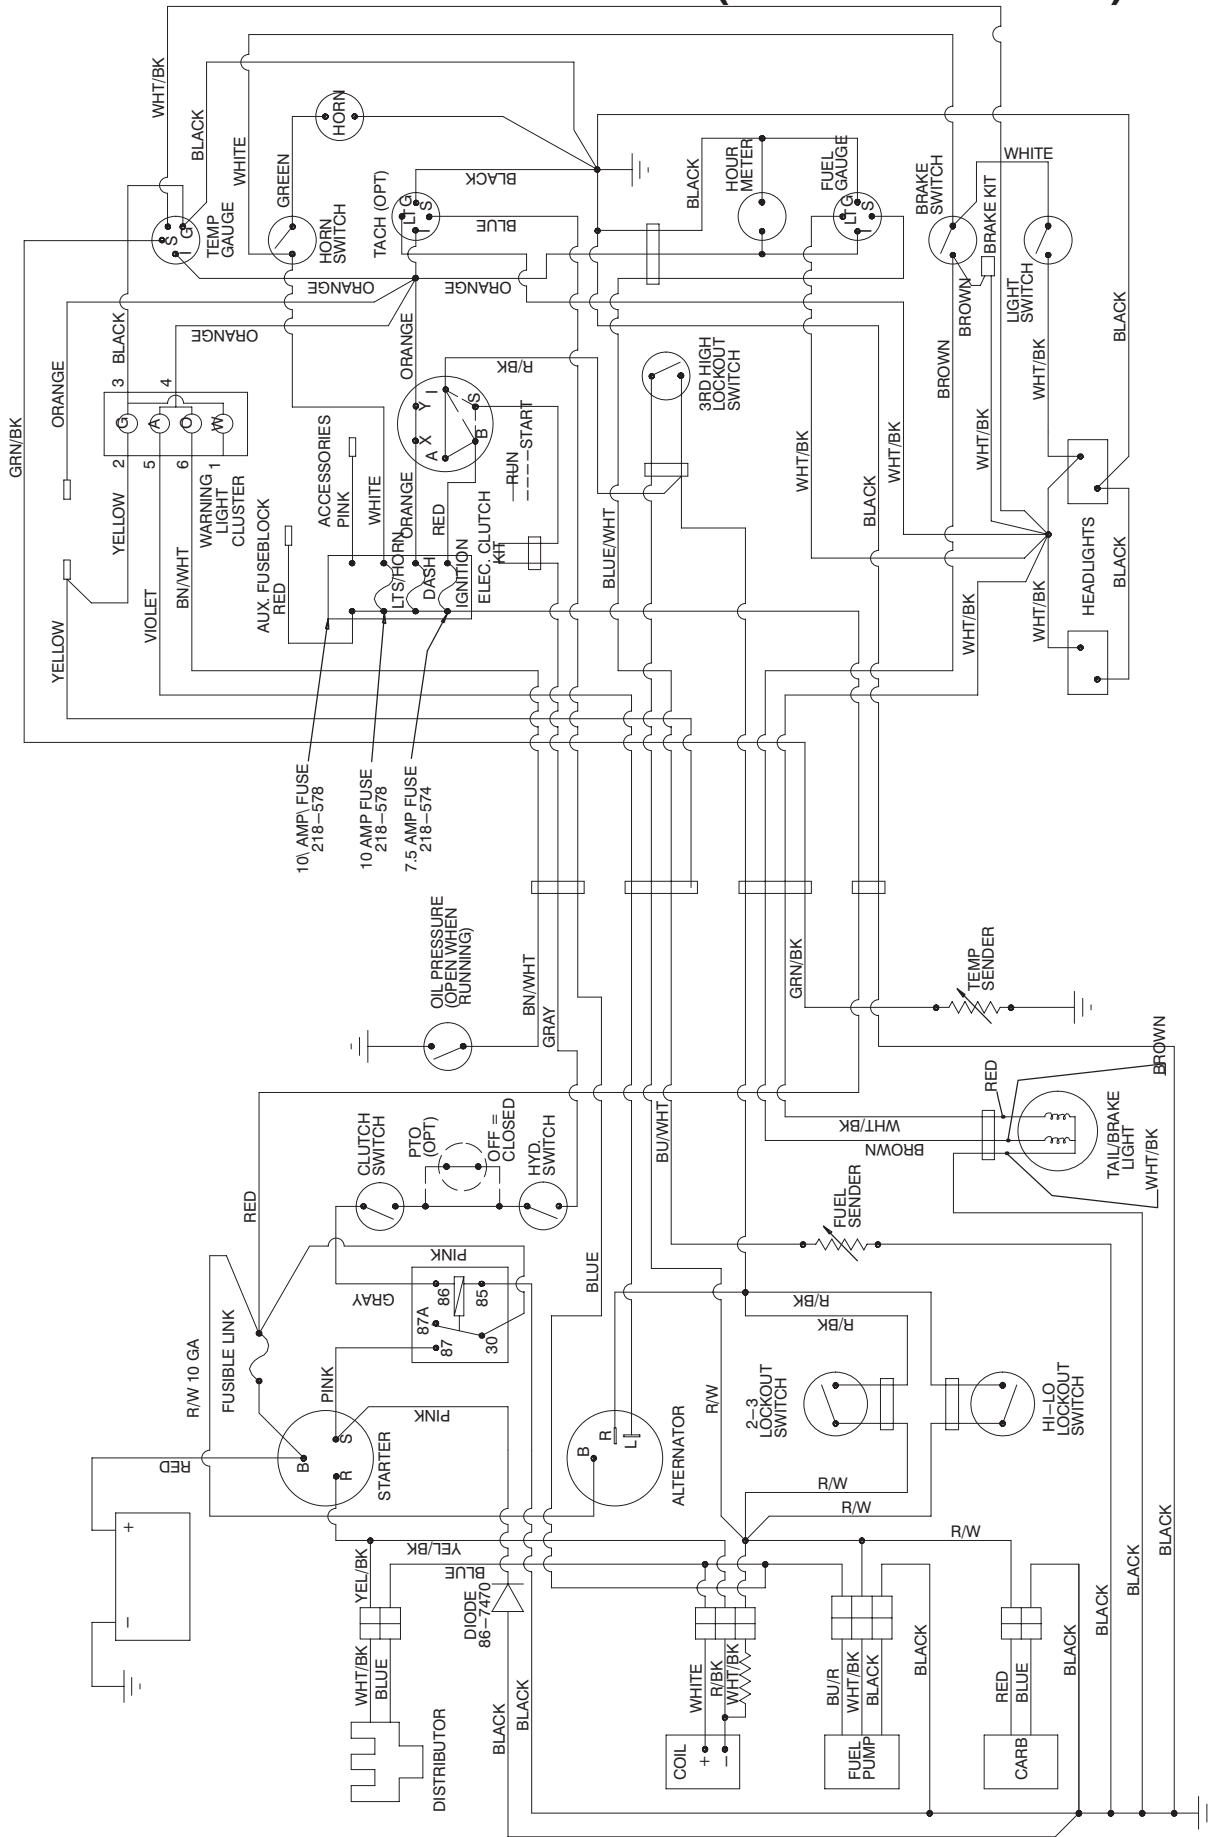 WHT/BK
BLACK
WHITE
GREEN
HORN
S
G
I
TEMP
GAUGE
HORN
SWITCH
TACH (OPT)
G
LT
S
I
BLACK
BLUE
BLACK
HOUR
METER
FUEL
GAUGE
G
LT
S
I
BRAKE
SWITCH
WHITE
BRAKE KIT
BROWN
LIGHT
SWITCH
BLACK
GRN/BK
ORANGE
BLACK
3
4
ORANGE
ORANGE
ORANGE
ORANGE
R/BK
G
A
O
W
2
5
6
1
YELLOW
VIOLET
BN/WHT
WARNING
LIGHT
CLUSTER
YELLOW
AUX. FUSEBLOCK
RED
ACCESSORIES
PINK
WHITE
ORANGE
RED
LTS/HORN
DASH
IGNITION
A
X
Y
I
B
S
RUN
START
ELEC. CLUTCH
KIT
3RD HIGH
LOCKOUT
SWITCH
BLUE/WHT
WHT/BK
BLACK
WHT/BK
BROWN
WHT/BK
WHT/BK
WHT/BK
WHT/BK
HEADLIGHTS
BLACK
10\ AMP\ FUSE
218–578
10 AMP FUSE
218–578
7.5 AMP FUSE
218–574
OIL PRESSURE
(OPEN WHEN
RUNNING)
BN/WHT
GRAY
GRN/BK
TEMP
SENDER
RED
CLUTCH
SWITCH
PTO
(OPT)
OFF =
CLOSED
HYD.
SWITCH
BLUE
BU/WHT
FUEL
SENDER
RED
WHT/BK
BROWN
BROWN
TAIL/BRAKE
LIGHT
WHT/BK
R/W 10 GA
FUSIBLE LINK
PINK
GRAY
87A
86
85
87
30
PINK
PINK
RED
B
S
R
STARTER
B
R
L
ALTERNATOR
R/W
R/BK
R/BK
2–3
LOCKOUT
SWITCH
HI–LO
LOCKOUT
SWITCH
R/W
R/W
R/W
+
–
YEL/BK
YEL/BK
BLUE
DIODE
86–7470
WHT/BK
BLUE
DISTRIBUTOR
BLACK
BLACK
WHITE
R/BK
WHT/BK
COIL
+
–
BU/R
WHT/BK
BLACK
FUEL
PUMP
BLACK
RED
BLUE
CARB
BLACK
BLACK
BLACK
BLACK